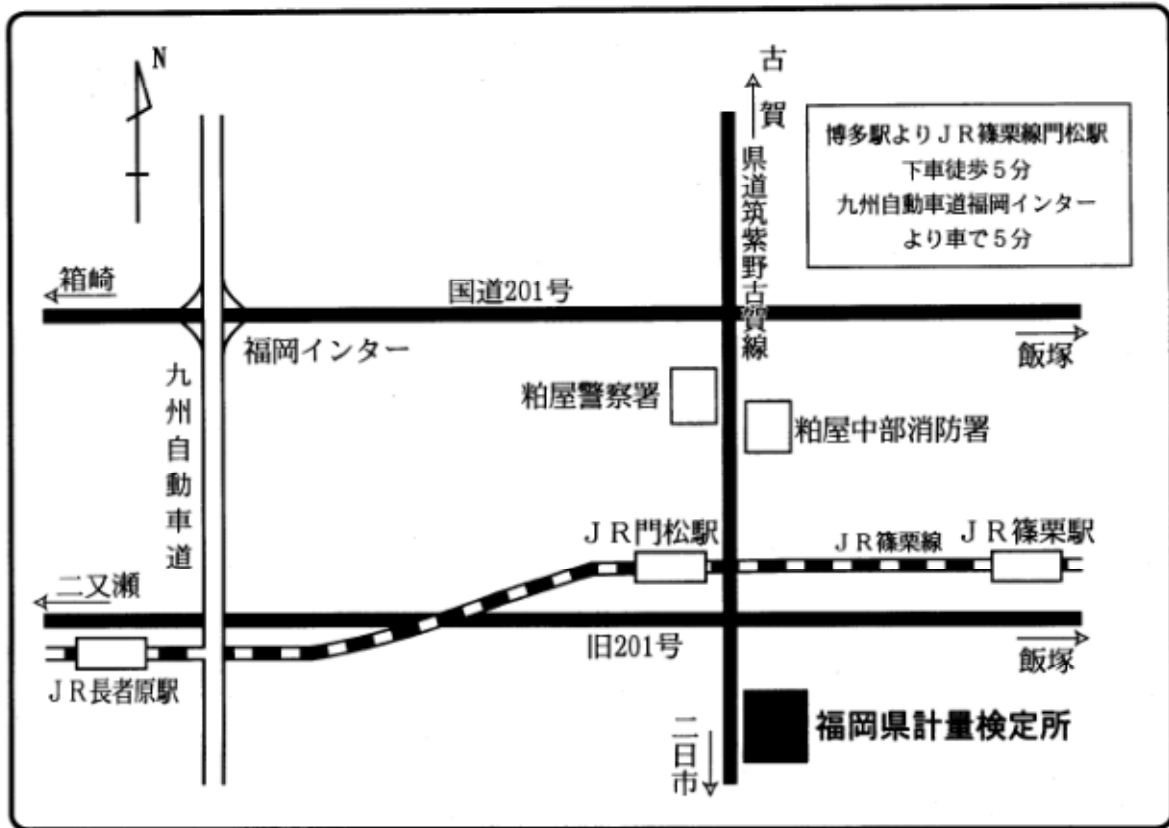 N
古賀
県道筑紫野古賀線
博多駅よりJR篠栗線門松駅
下車徒歩5分
九州自動車道福岡インター
より車で5分
箱崎
国道201号
飯塚
福岡インター
九州自動車道
粕屋警察署
粕屋中部消防署
JR門松駅
JR篠栗線
JR篠栗駅
二又瀬
旧201号
飯塚
JR長者原駅
二日市
福岡県計量検定所